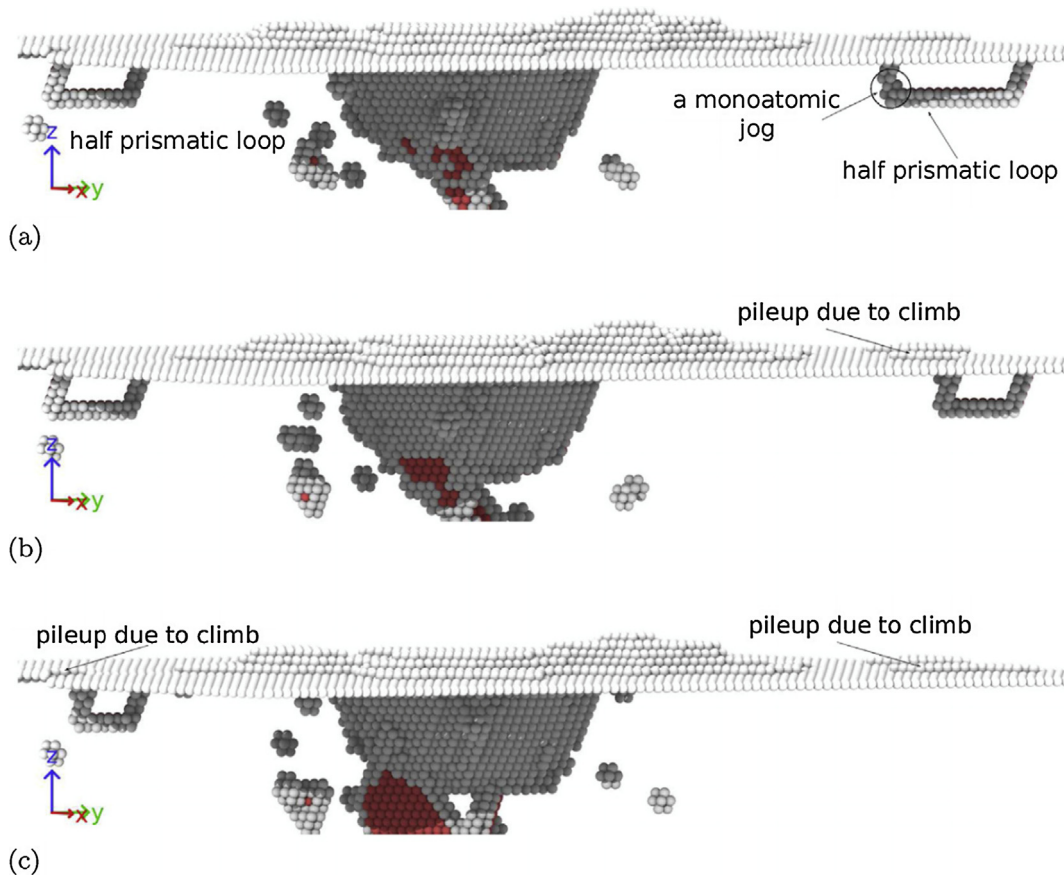 a monoatomic
jog
half prismatic loop
half prismatic loop
z
x
y
(a)
pileup due to climb
z
x
y
(b)
pileup due to climb
pileup due to climb
z
x
y
(c)